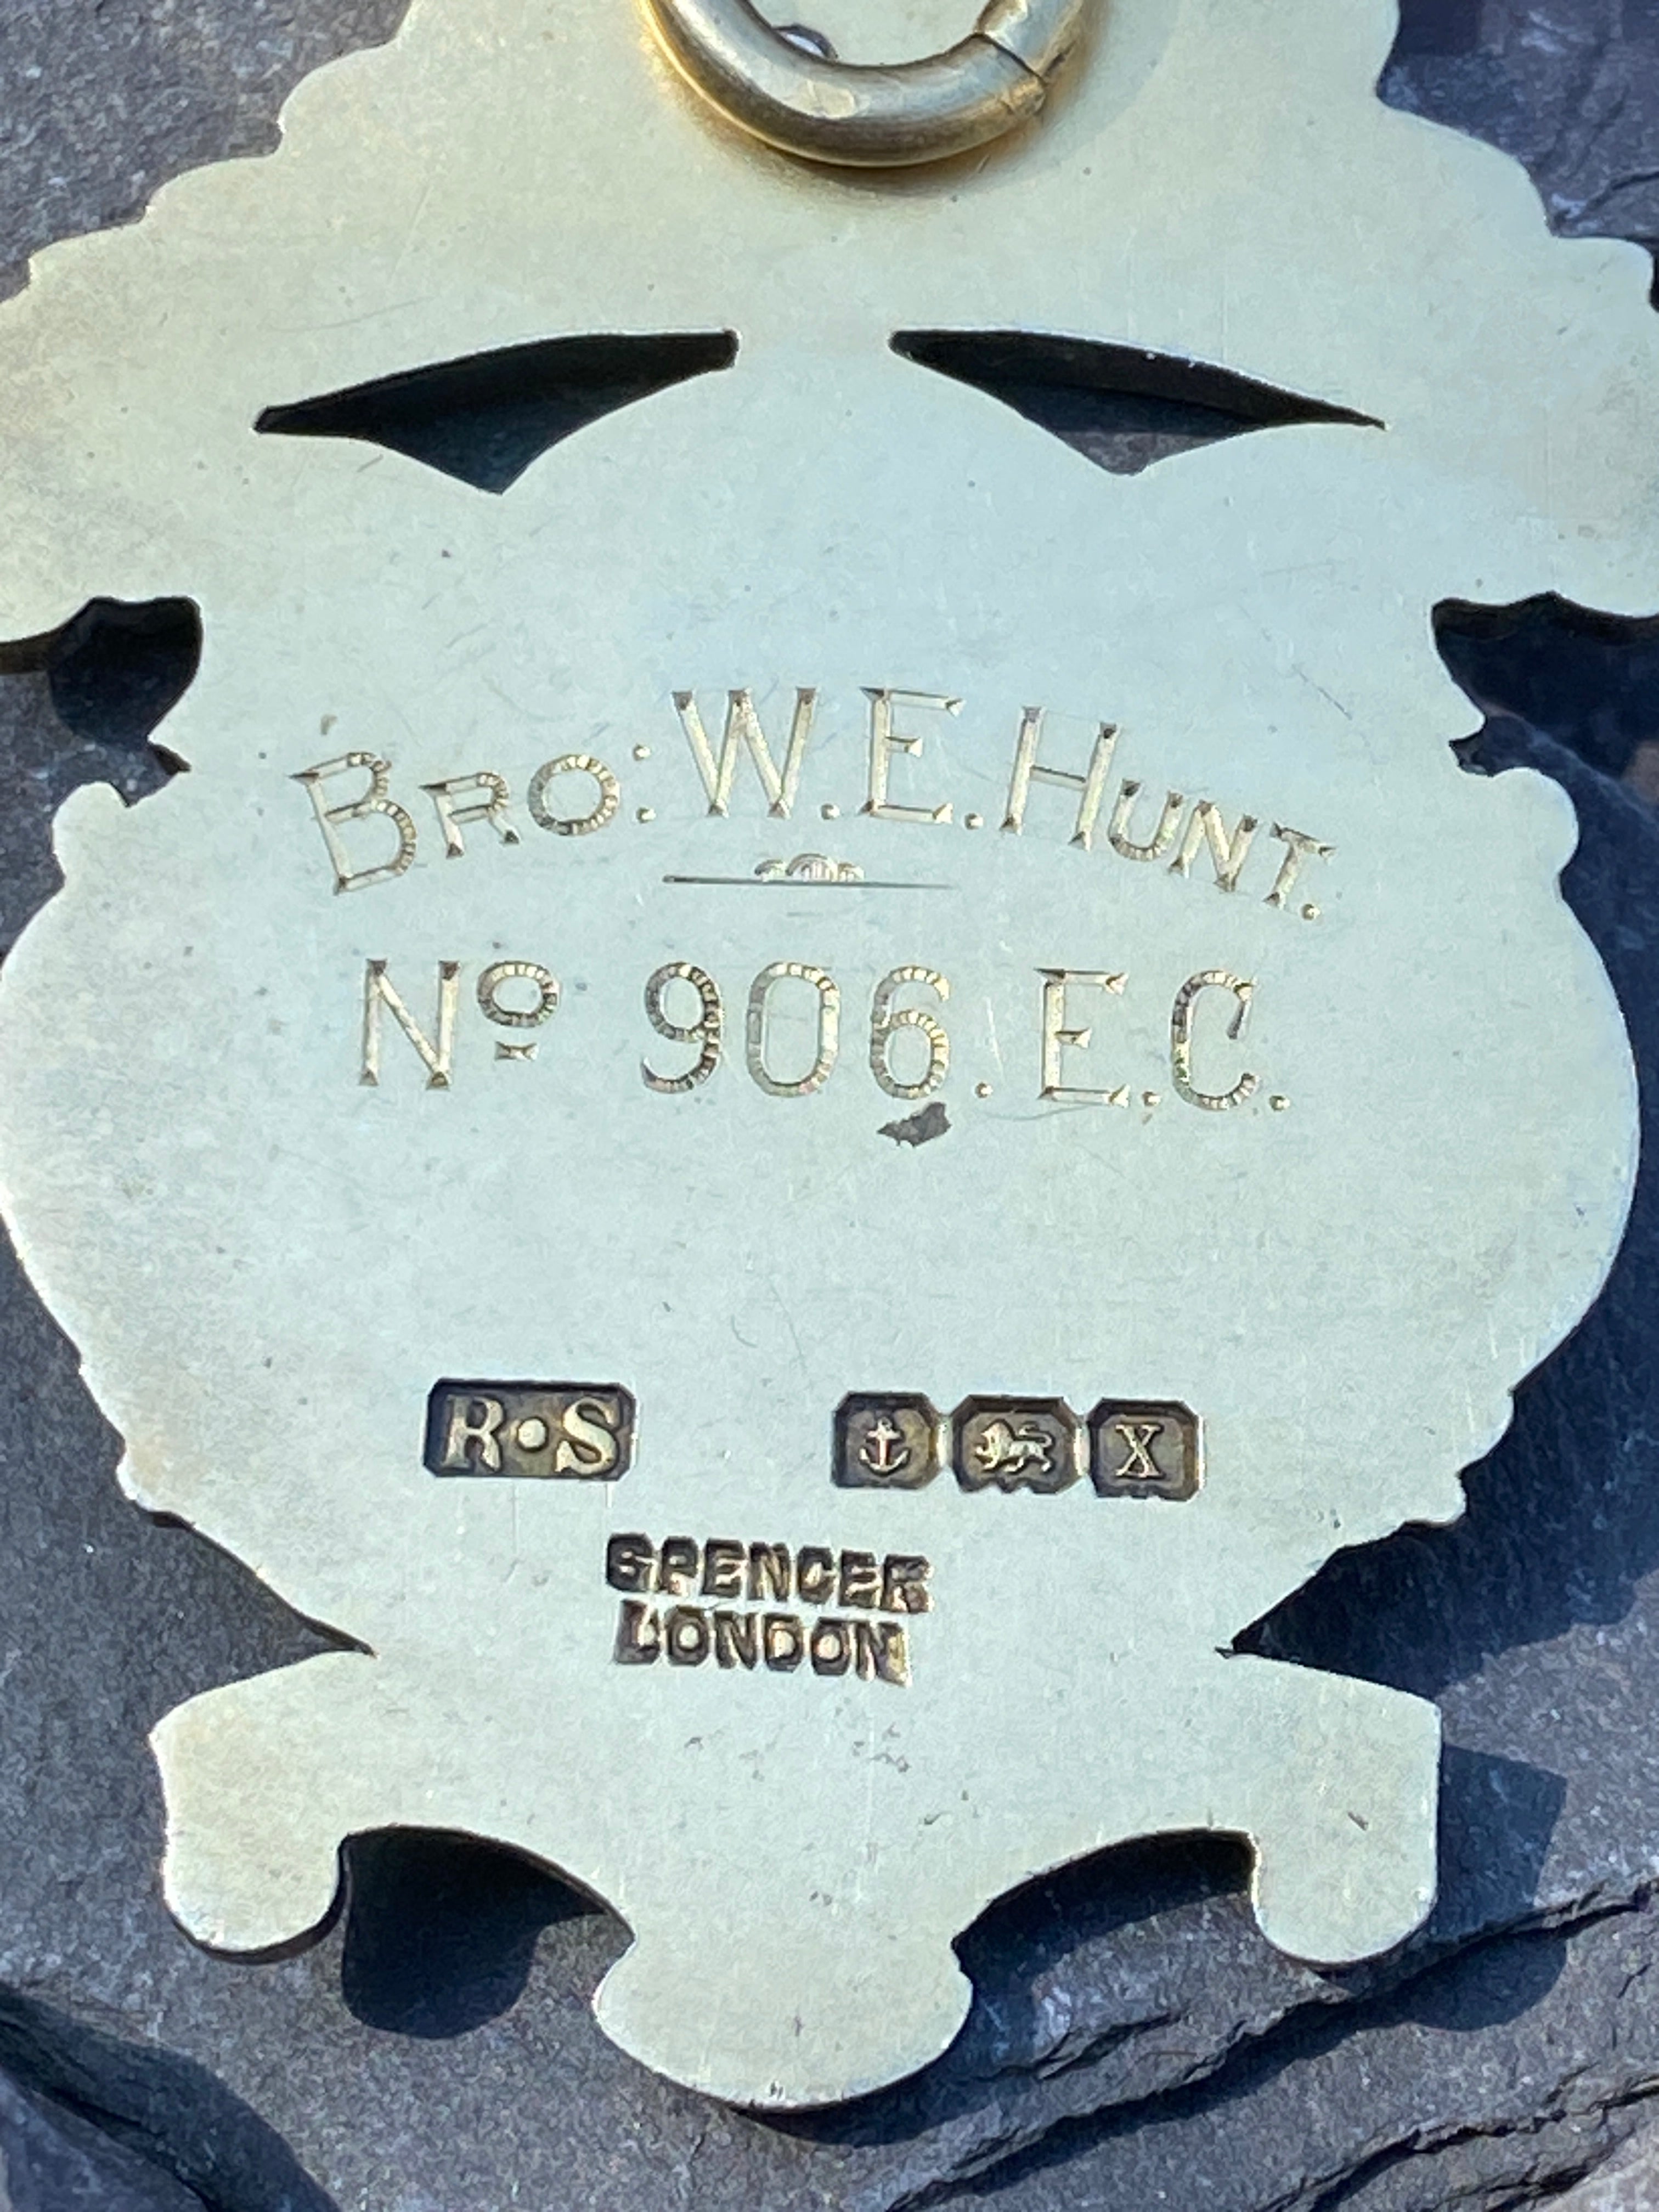 Bro: W.E.Hunt.
Nº 906.E.C.
R·S X
SPENCER
LONDON